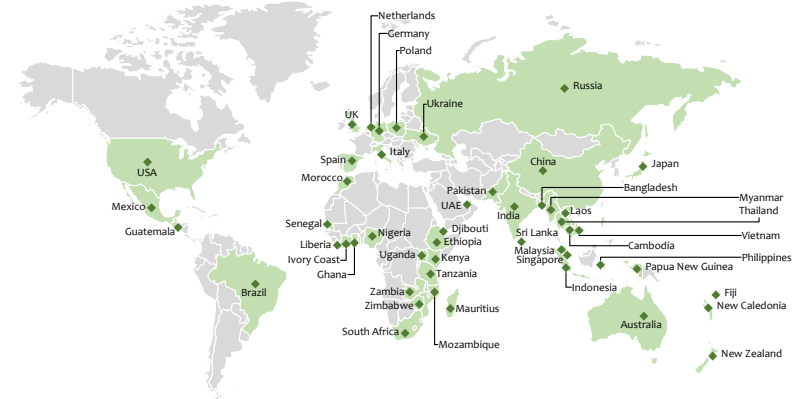 Netherlands
Germany
Poland
Russia
Ukraine
UK
Italy
Spain
USA
China
Japan
Morocco
Pakistan
Bangladesh
Mexico
UAE
India
Myanmar
Laos
Thailand
Senegal
Guatemala
Nigeria
Djibouti
Sri Lanka
Vietnam
Liberia
Ethiopia
Cambodia
Ivory Coast
Uganda
Kenya
Malaysia
Singapore
Philippines
Ghana
Tanzania
Papua New Guinea
Brazil
Zambia
Indonesia
Fiji
Zimbabwe
Mauritius
New Caledonia
Australia
South Africa
Mozambique
New Zealand